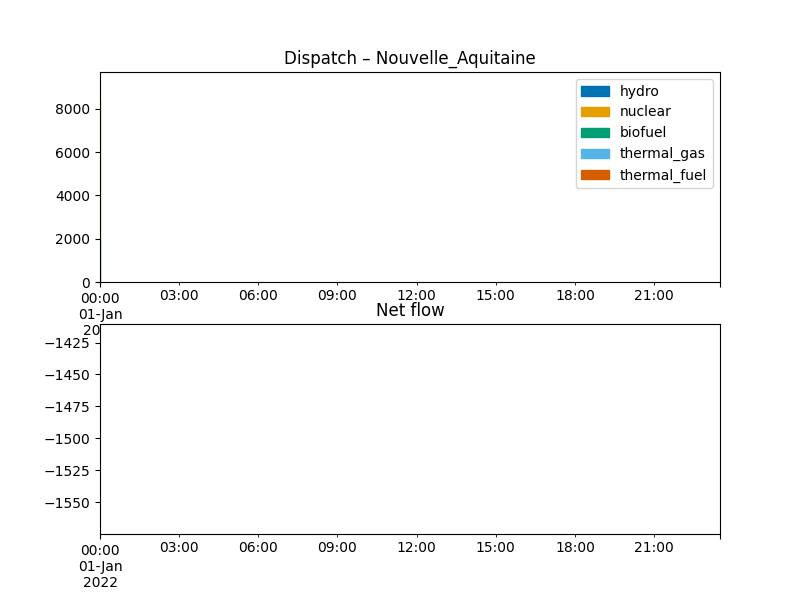 Dispatch – Nouvelle_Aquitaine
hydro
nuclear
biofuel
thermal_gas
thermal_fuel
8000
6000
4000
2000
0
00:00 03:00 06:00 09:00 12:00 15:00 18:00 21:00
01-Jan
20
Net flow
−1425
−1450
−1475
−1500
−1525
−1550
00:00 03:00 06:00 09:00 12:00 15:00 18:00 21:00
01-Jan
2022